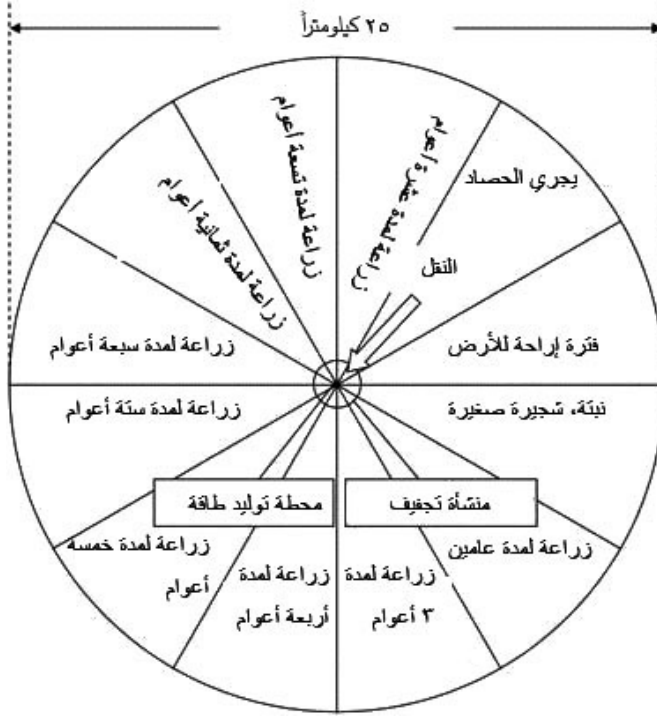 ٢٥ كيلومتراً
زراعة لمدة عشرة أعوام
يجري الحصاد
زراعة لمدة تسعة أعوام
زراعة لمدة ثمانية أعوام
النقل
زراعة لمدة سبعة أعوام
فترة إراحة للأرض
زراعة لمدة ستة أعوام
نبتة، شجيرة صغيرة
محطة توليد طاقة
منشأة تجفيف
زراعة لمدة خمسة
أعوام
زراعة لمدة
أربعة أعوام
زراعة لمدة
٣ أعوام
زراعة لمدة عامين